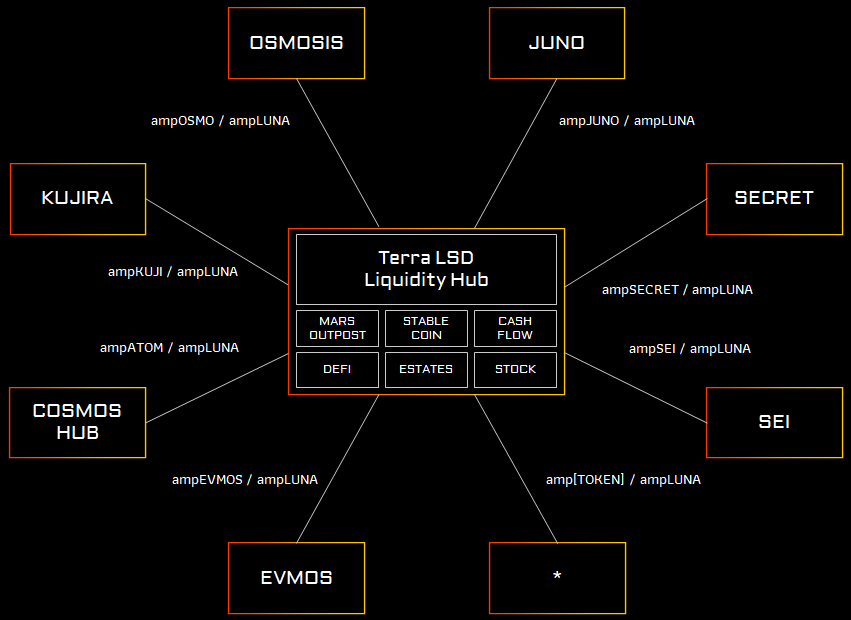 OSMOSIS
JUNO
ampOSMO / ampLUNA
ampJUNO / ampLUNA
KUJIRA
SECRET
Terra LSD
Liquidity Hub
ampKUJI / ampLUNA
ampSECRET / ampLUNA
MARS
OUTPOST
STABLE
COIN
CASH
FLOW
ampATOM / ampLUNA
ampSEI / ampLUNA
DEFI
ESTATES
STOCK
COSMOS
HUB
SEI
ampEVMOS / ampLUNA
amp[TOKEN] / ampLUNA
EVMOS
*